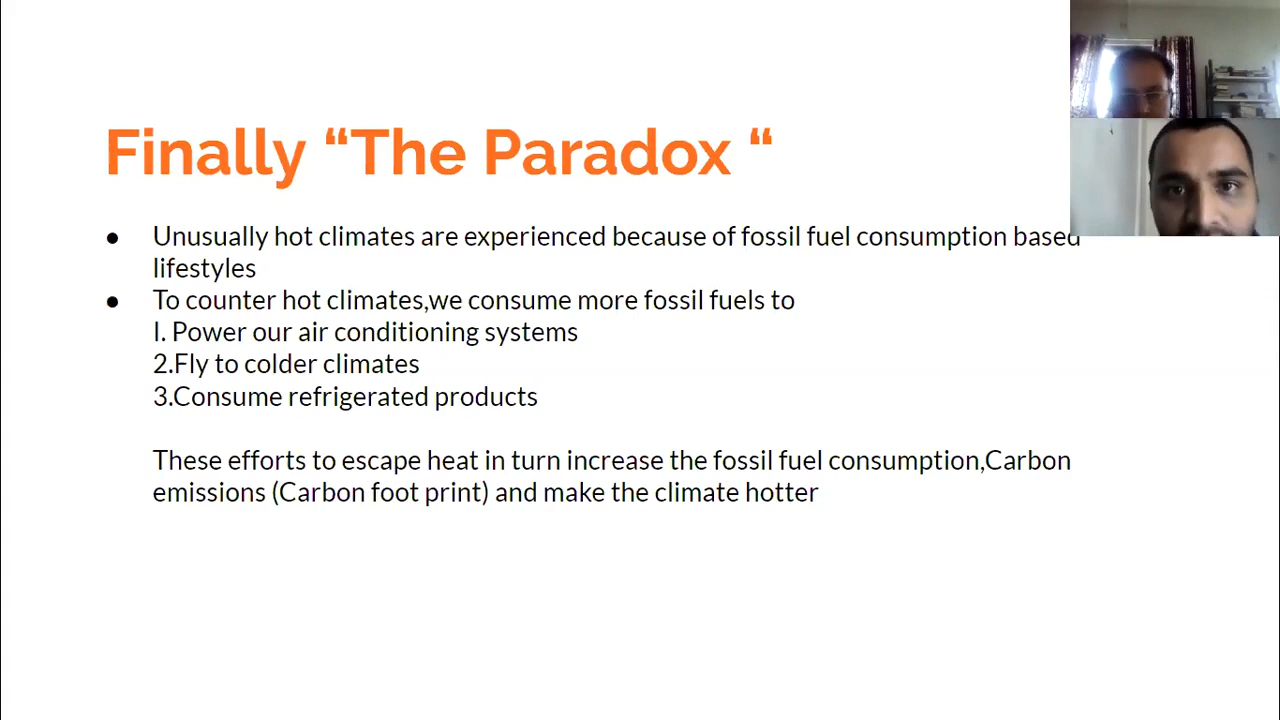 Finally “The Paradox “
● Unusually hot climates are experienced because of fossil fuel consumption based
lifestyles
● To counter hot climates,we consume more fossil fuels to
I. Power our air conditioning systems
2.Fly to colder climates
3.Consume refrigerated products
These efforts to escape heat in turn increase the fossil fuel consumption,Carbon
emissions (Carbon foot print) and make the climate hotter